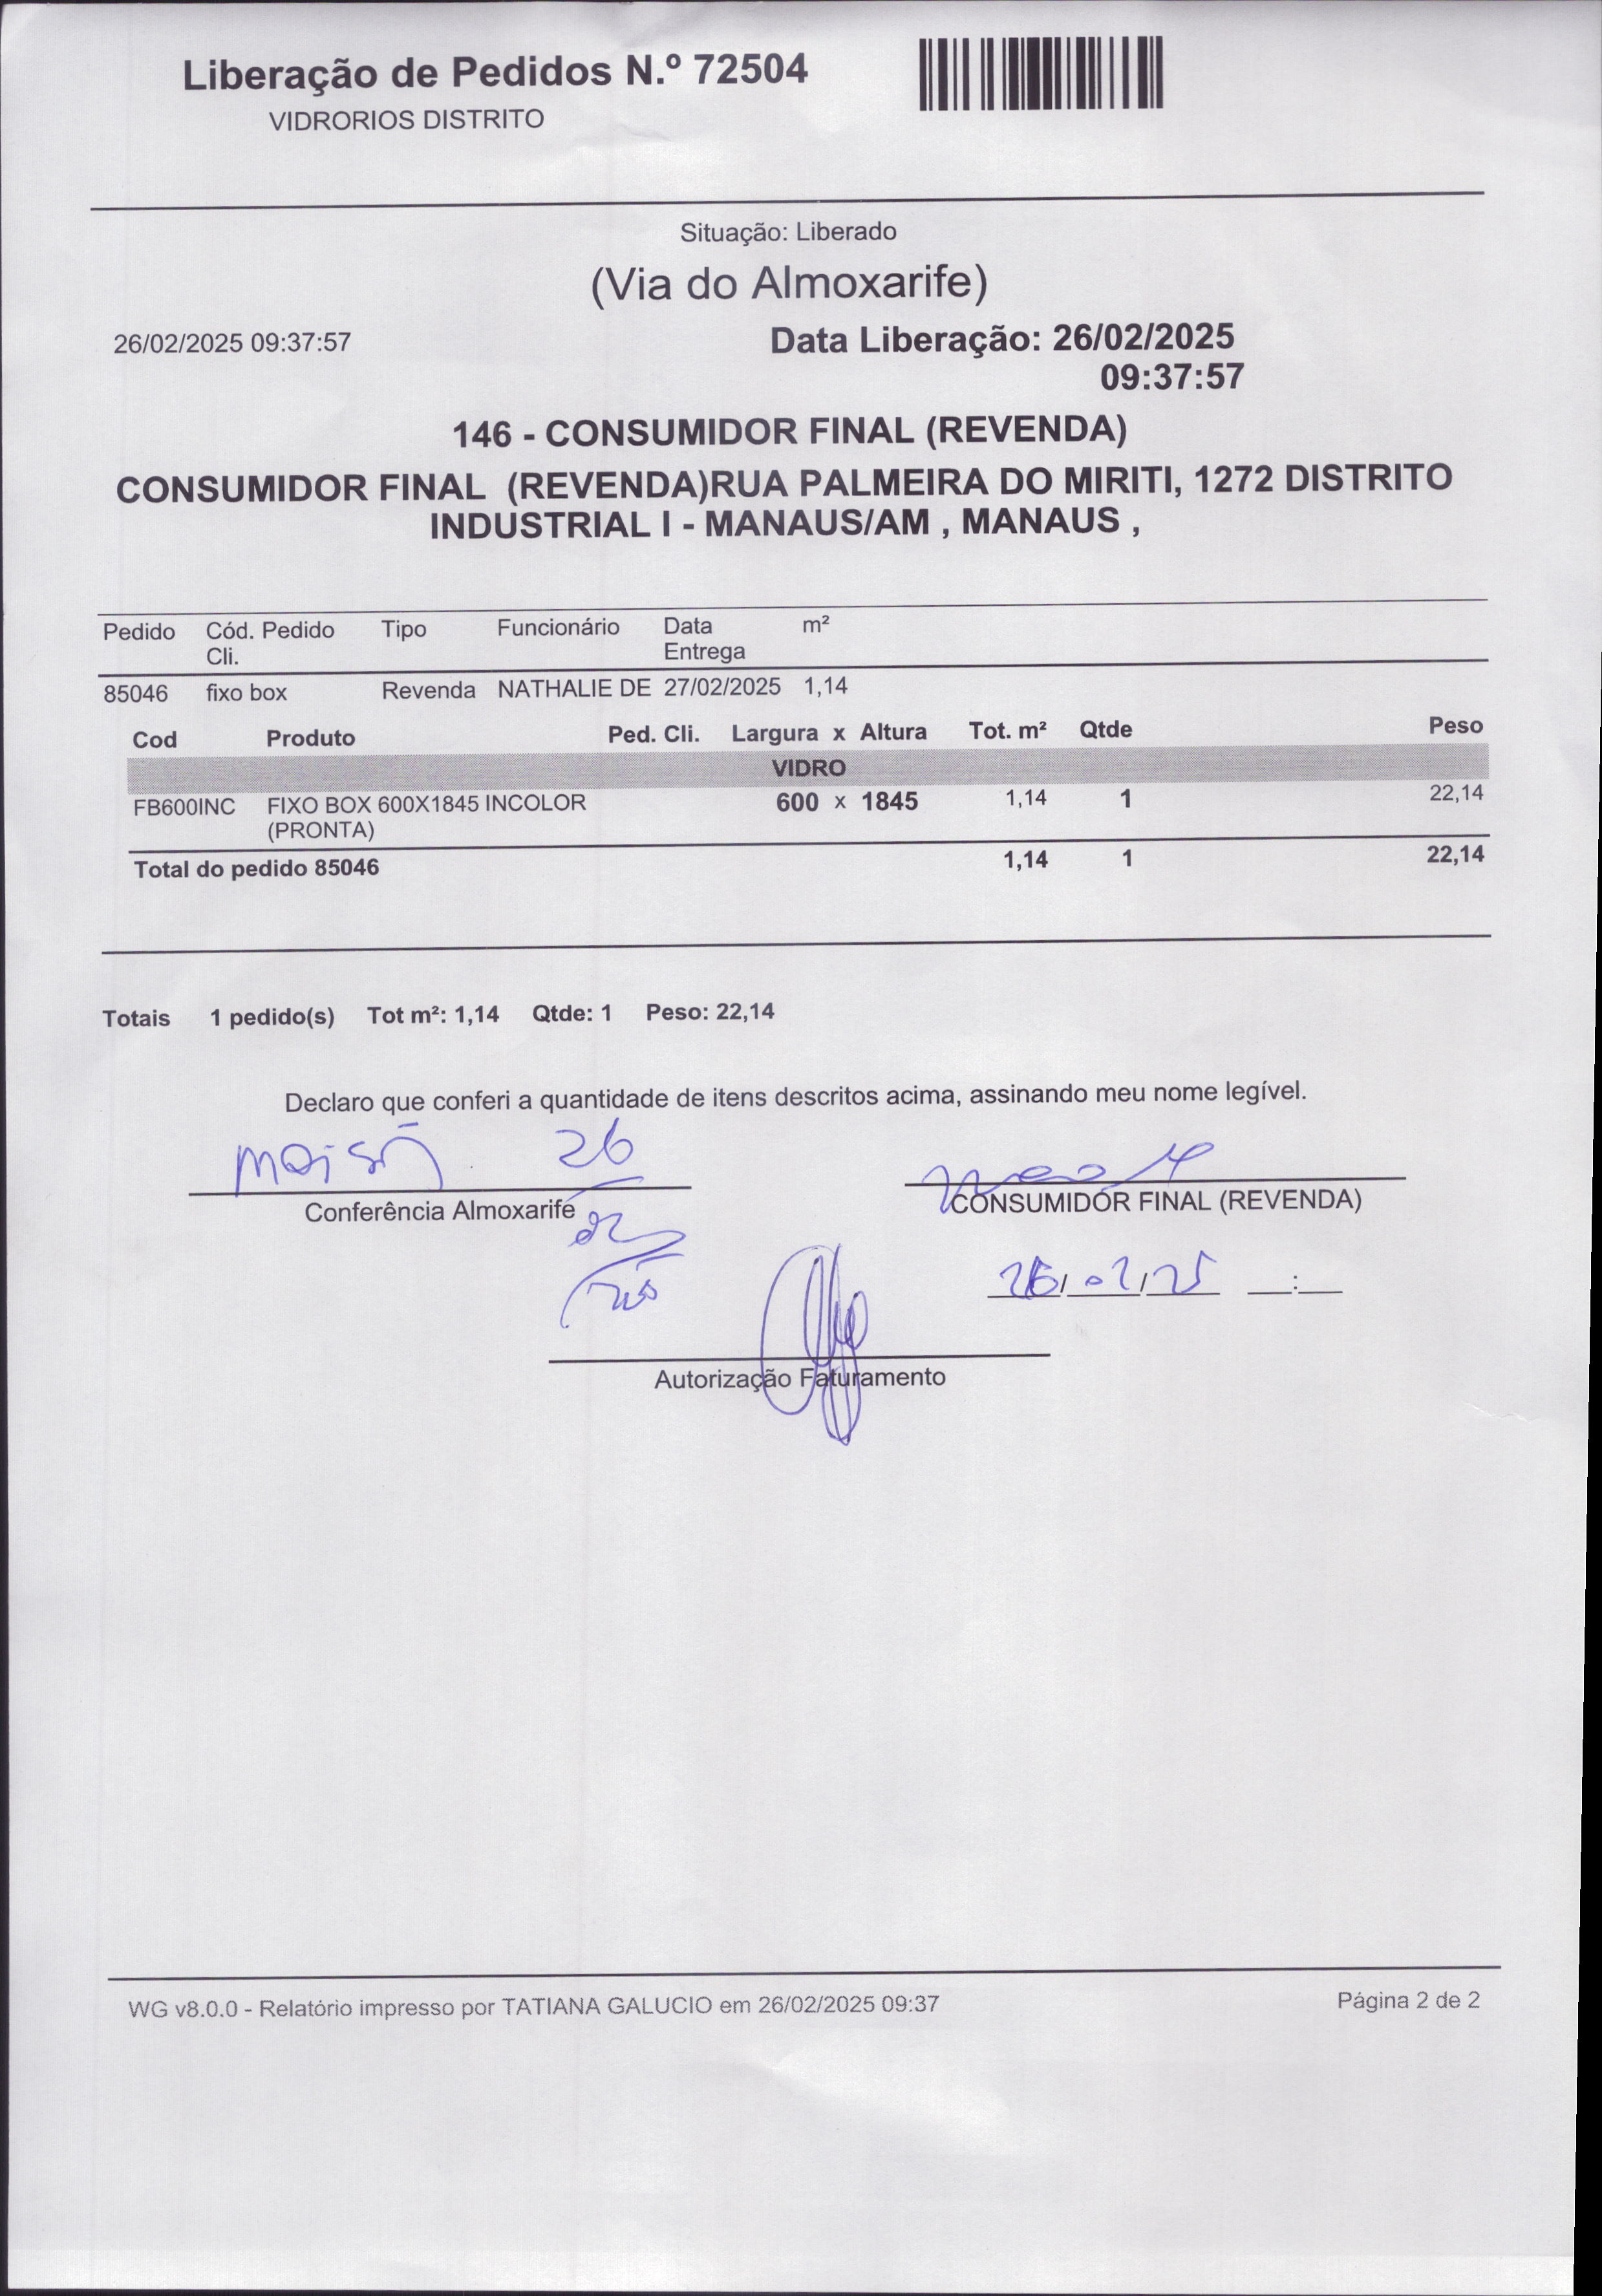 Liberação de Pedidos N.º 72504
VIDRORIOS DISTRITO
Situação: Liberado
(Via do Almoxarife)
26/02/2025 09:37:57
Data Liberação: 26/02/2025
09:37:57
146 - CONSUMIDOR FINAL (REVENDA)
CONSUMIDOR FINAL (REVENDA)RUA PALMEIRA DO MIRITI, 1272 DISTRITO
INDUSTRIAL I - MANAUS/AM , MANAUS ,
Pedido Cód. Pedido Tipo Funcionário Data m²
Cli. Entrega
85046 fixo box Revenda NATHALIE DE 27/02/2025 1,14
Cod Produto Ped. Cli. Largura x Altura Tot. m² Qtde Peso
VIDRO
FB600INC FIXO BOX 600X1845 INCOLOR 600 x 1845 1,14 1 22,14
(PRONTA)
Total do pedido 85046 1,14 1 22,14
Totais 1 pedido(s) Tot m²: 1,14 Qtde: 1 Peso: 22,14
Declaro que conferi a quantidade de itens descritos acima, assinando meu nome legível.
26
Conferência Almoxarife
CONSUMIDOR FINAL (REVENDA)
02
26/02/25 :
Autorização Faturamento
WG v8.0.0 - Relatório impresso por TATIANA GALUCIO em 26/02/2025 09:37
Página 2 de 2